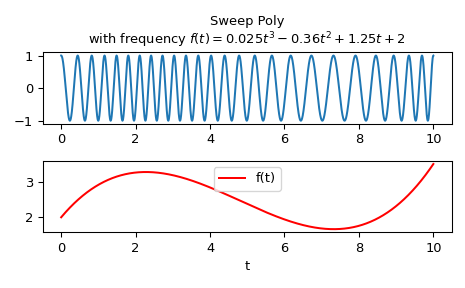 Sweep Poly
with frequency f(t) = 0.025t³ − 0.36t² + 1.25t + 2
1
0
−1
0 2 4 6 8 10
3
2
f(t)
0 2 4 6 8 10
t